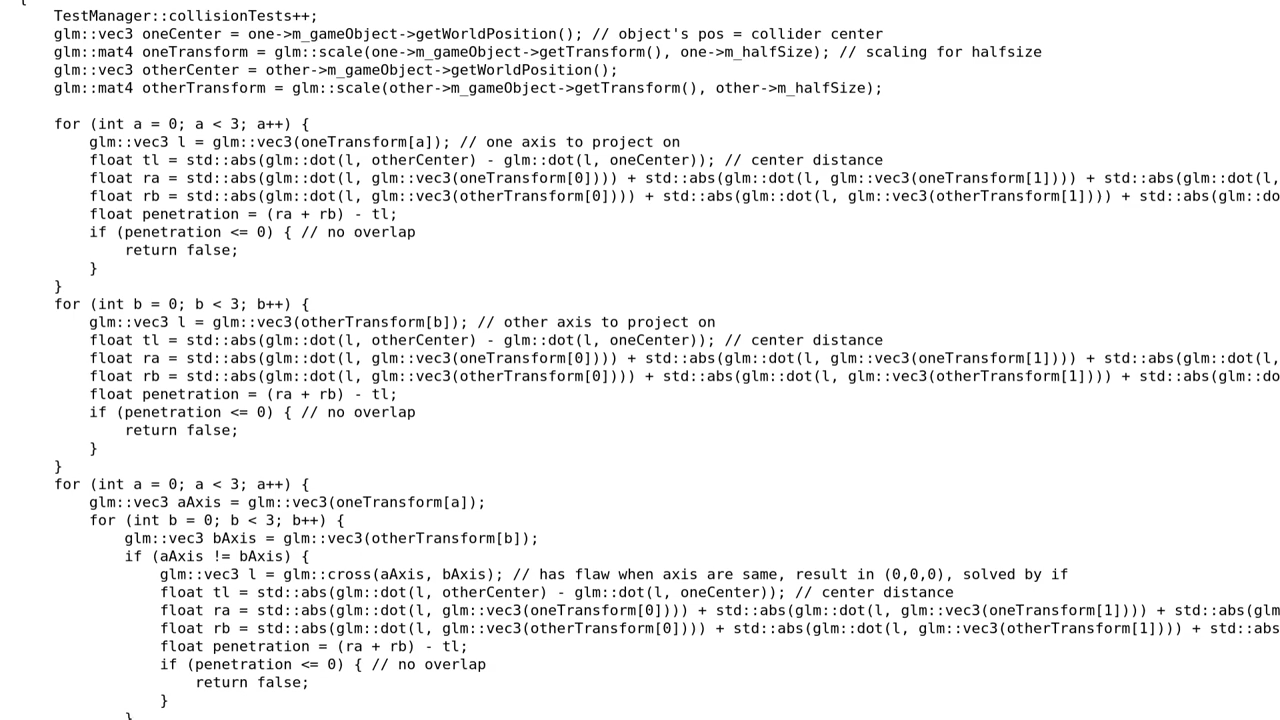 {
    TestManager::collisionTests++;
    glm::vec3 oneCenter = one->m_gameObject->getWorldPosition(); // object's pos = collider center
    glm::mat4 oneTransform = glm::scale(one->m_gameObject->getTransform(), one->m_halfSize); // scaling for halfsize
    glm::vec3 otherCenter = other->m_gameObject->getWorldPosition();
    glm::mat4 otherTransform = glm::scale(other->m_gameObject->getTransform(), other->m_halfSize);

    for (int a = 0; a < 3; a++) {
        glm::vec3 l = glm::vec3(oneTransform[a]); // one axis to project on
        float tl = std::abs(glm::dot(l, otherCenter) - glm::dot(l, oneCenter)); // center distance
        float ra = std::abs(glm::dot(l, glm::vec3(oneTransform[0]))) + std::abs(glm::dot(l, glm::vec3(oneTransform[1]))) + std::abs(glm::dot(l,
        float rb = std::abs(glm::dot(l, glm::vec3(otherTransform[0]))) + std::abs(glm::dot(l, glm::vec3(otherTransform[1]))) + std::abs(glm::do
        float penetration = (ra + rb) - tl;
        if (penetration <= 0) { // no overlap
            return false;
        }
    }
    for (int b = 0; b < 3; b++) {
        glm::vec3 l = glm::vec3(otherTransform[b]); // other axis to project on
        float tl = std::abs(glm::dot(l, otherCenter) - glm::dot(l, oneCenter)); // center distance
        float ra = std::abs(glm::dot(l, glm::vec3(oneTransform[0]))) + std::abs(glm::dot(l, glm::vec3(oneTransform[1]))) + std::abs(glm::dot(l,
        float rb = std::abs(glm::dot(l, glm::vec3(otherTransform[0]))) + std::abs(glm::dot(l, glm::vec3(otherTransform[1]))) + std::abs(glm::do
        float penetration = (ra + rb) - tl;
        if (penetration <= 0) { // no overlap
            return false;
        }
    }
    for (int a = 0; a < 3; a++) {
        glm::vec3 aAxis = glm::vec3(oneTransform[a]);
        for (int b = 0; b < 3; b++) {
            glm::vec3 bAxis = glm::vec3(otherTransform[b]);
            if (aAxis != bAxis) {
                glm::vec3 l = glm::cross(aAxis, bAxis); // has flaw when axis are same, result in (0,0,0), solved by if
                float tl = std::abs(glm::dot(l, otherCenter) - glm::dot(l, oneCenter)); // center distance
                float ra = std::abs(glm::dot(l, glm::vec3(oneTransform[0]))) + std::abs(glm::dot(l, glm::vec3(oneTransform[1]))) + std::abs(glm
                float rb = std::abs(glm::dot(l, glm::vec3(otherTransform[0]))) + std::abs(glm::dot(l, glm::vec3(otherTransform[1]))) + std::abs
                float penetration = (ra + rb) - tl;
                if (penetration <= 0) { // no overlap
                    return false;
                }
            }